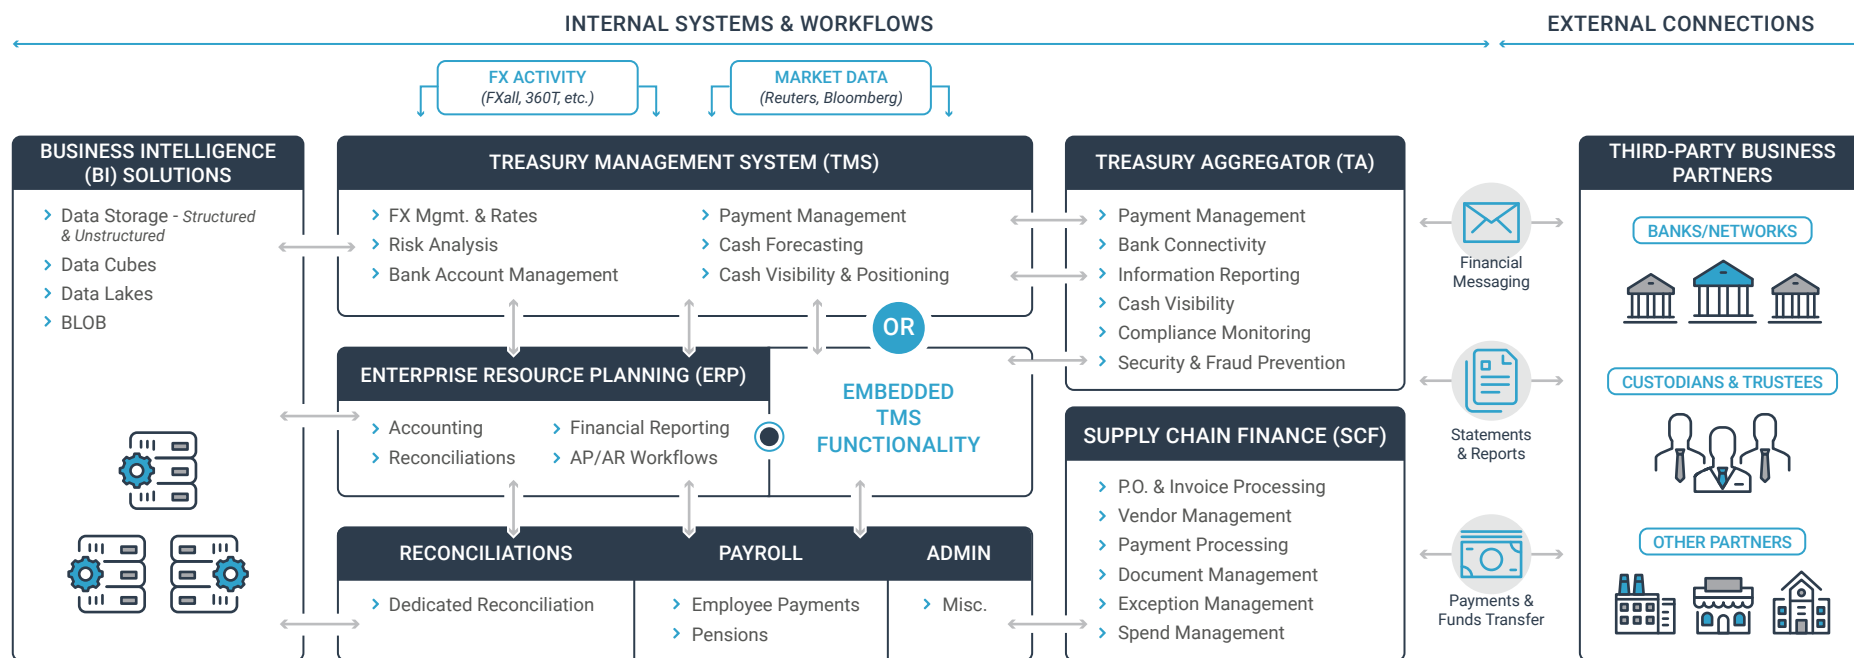 INTERNAL SYSTEMS & WORKFLOWS
EXTERNAL CONNECTIONS
FX ACTIVITY
(FXall, 360T, etc.)
MARKET DATA
(Reuters, Bloomberg)
BUSINESS INTELLIGENCE
(BI) SOLUTIONS
Data Storage - Structured
& Unstructured
Data Cubes
Data Lakes
BLOB
TREASURY MANAGEMENT SYSTEM (TMS)
FX Mgmt. & Rates
Risk Analysis
Bank Account Management
Payment Management
Cash Forecasting
Cash Visibility & Positioning
OR
ENTERPRISE RESOURCE PLANNING (ERP)
Accounting
Reconciliations
Financial Reporting
AP/AR Workflows
EMBEDDED
TMS
FUNCTIONALITY
RECONCILIATIONS
Dedicated Reconciliation
PAYROLL
Employee Payments
Pensions
ADMIN
Misc.
TREASURY AGGREGATOR (TA)
Payment Management
Bank Connectivity
Information Reporting
Cash Visibility
Compliance Monitoring
Security & Fraud Prevention
SUPPLY CHAIN FINANCE (SCF)
P.O. & Invoice Processing
Vendor Management
Payment Processing
Document Management
Exception Management
Spend Management
Financial
Messaging
Statements
& Reports
Payments &
Funds Transfer
THIRD-PARTY BUSINESS
PARTNERS
BANKS/NETWORKS
CUSTODIANS & TRUSTEES
OTHER PARTNERS